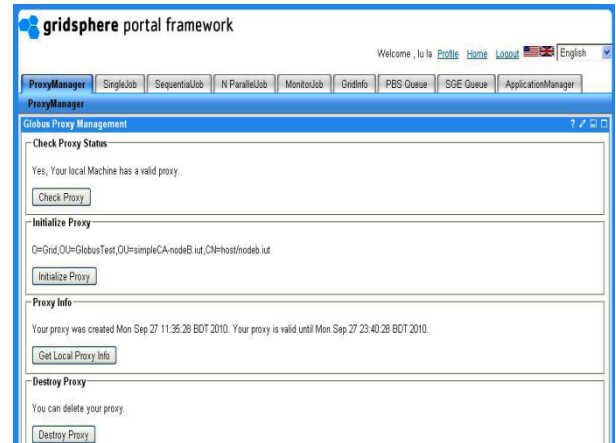 gridsphere portal framework
Welcome , lu la Profile Home Logout English
ProxyManager SingleJob SequentialJob N ParallelJob MonitorJob GridInfo PBS Queue SGE Queue ApplicationManager
ProxyManager
Globus Proxy Management ?
Check Proxy Status
Yes, Your local Machine has a valid proxy.
Check Proxy
Initialize Proxy
O=Grid,OU=GlobusTest,OU=simpleCA-nodeB.iut,CN=host/nodeb.iut
Initialize Proxy
Proxy Info
Your proxy was created Mon Sep 27 11:35:28 BDT 2010. Your proxy is valid until Mon Sep 27 23:40:28 BDT 2010.
Get Local Proxy Info
Destroy Proxy
You can delete your proxy.
Destroy Proxy